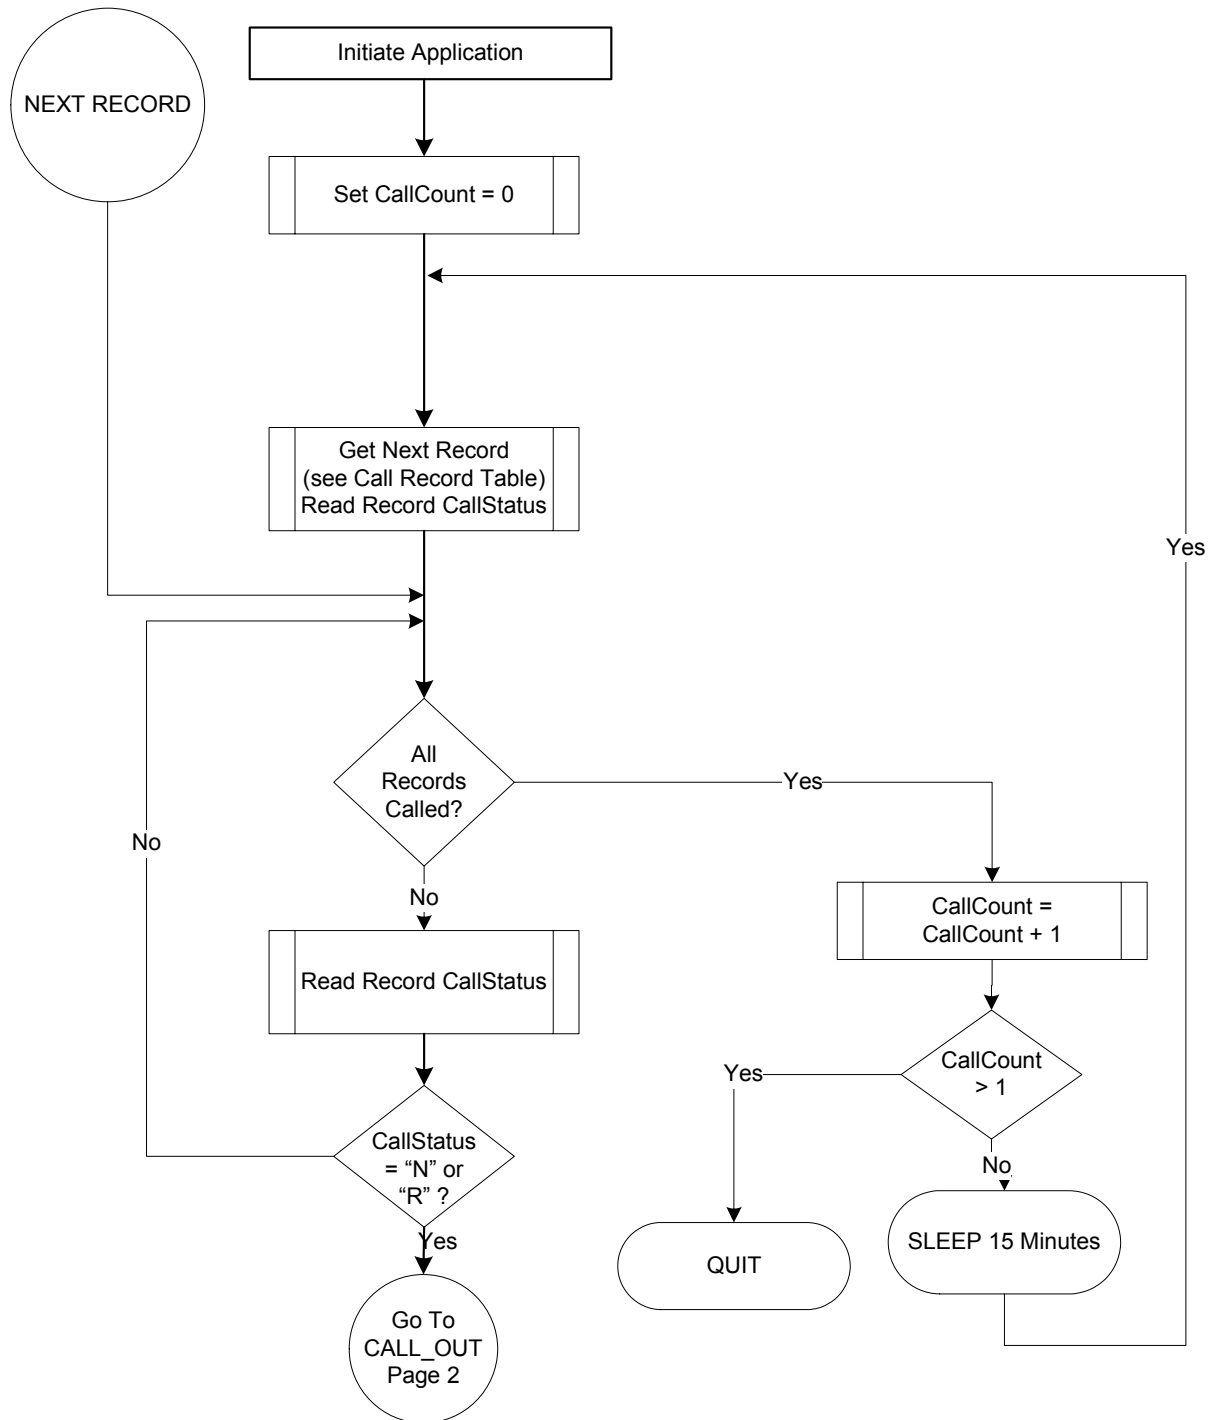 Initiate Application
NEXT RECORD
Set CallCount = 0
Get Next Record
(see Call Record Table)
Read Record CallStatus
Yes
All
Records
Called?
Yes
No
No
CallCount =
CallCount + 1
Read Record CallStatus
CallCount
> 1
Yes
CallStatus
= “N” or
“R” ?
No
Yes
SLEEP 15 Minutes
QUIT
Go To
CALL_OUT
Page 2